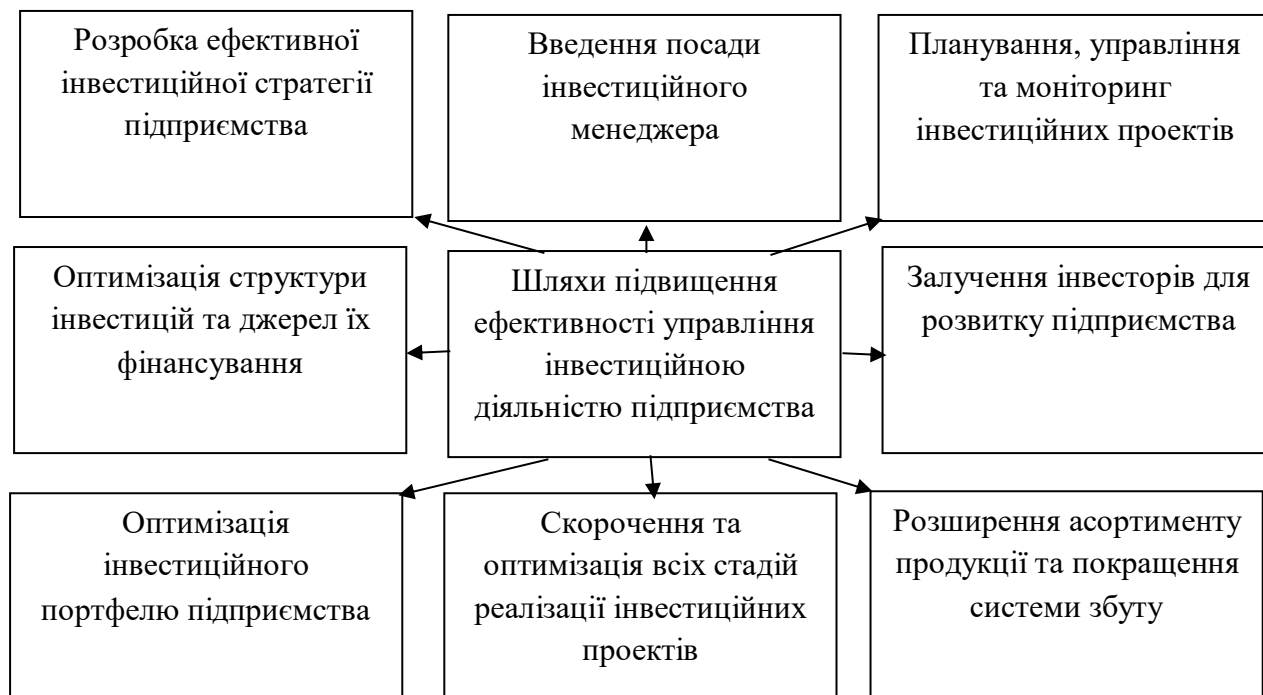 Розробка ефективної
інвестиційної стратегії
підприємства
Введення посади
інвестиційного
менеджера
Планування, управління
та моніторинг
інвестиційних проектів
Оптимізація структури
інвестицій та джерел їх
фінансування
Шляхи підвищення
ефективності управління
інвестиційною
діяльністю підприємства
Залучення інвесторів для
розвитку підприємства
Оптимізація
інвестиційного
портфелю підприємства
Скорочення та
оптимізація всіх стадій
реалізації інвестиційних
проектів
Розширення асортименту
продукції та покращення
системи збуту